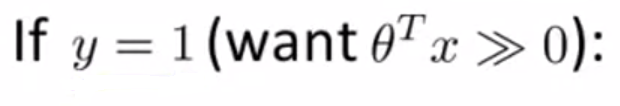 If y = 1 (want θᵀx ≫ 0):